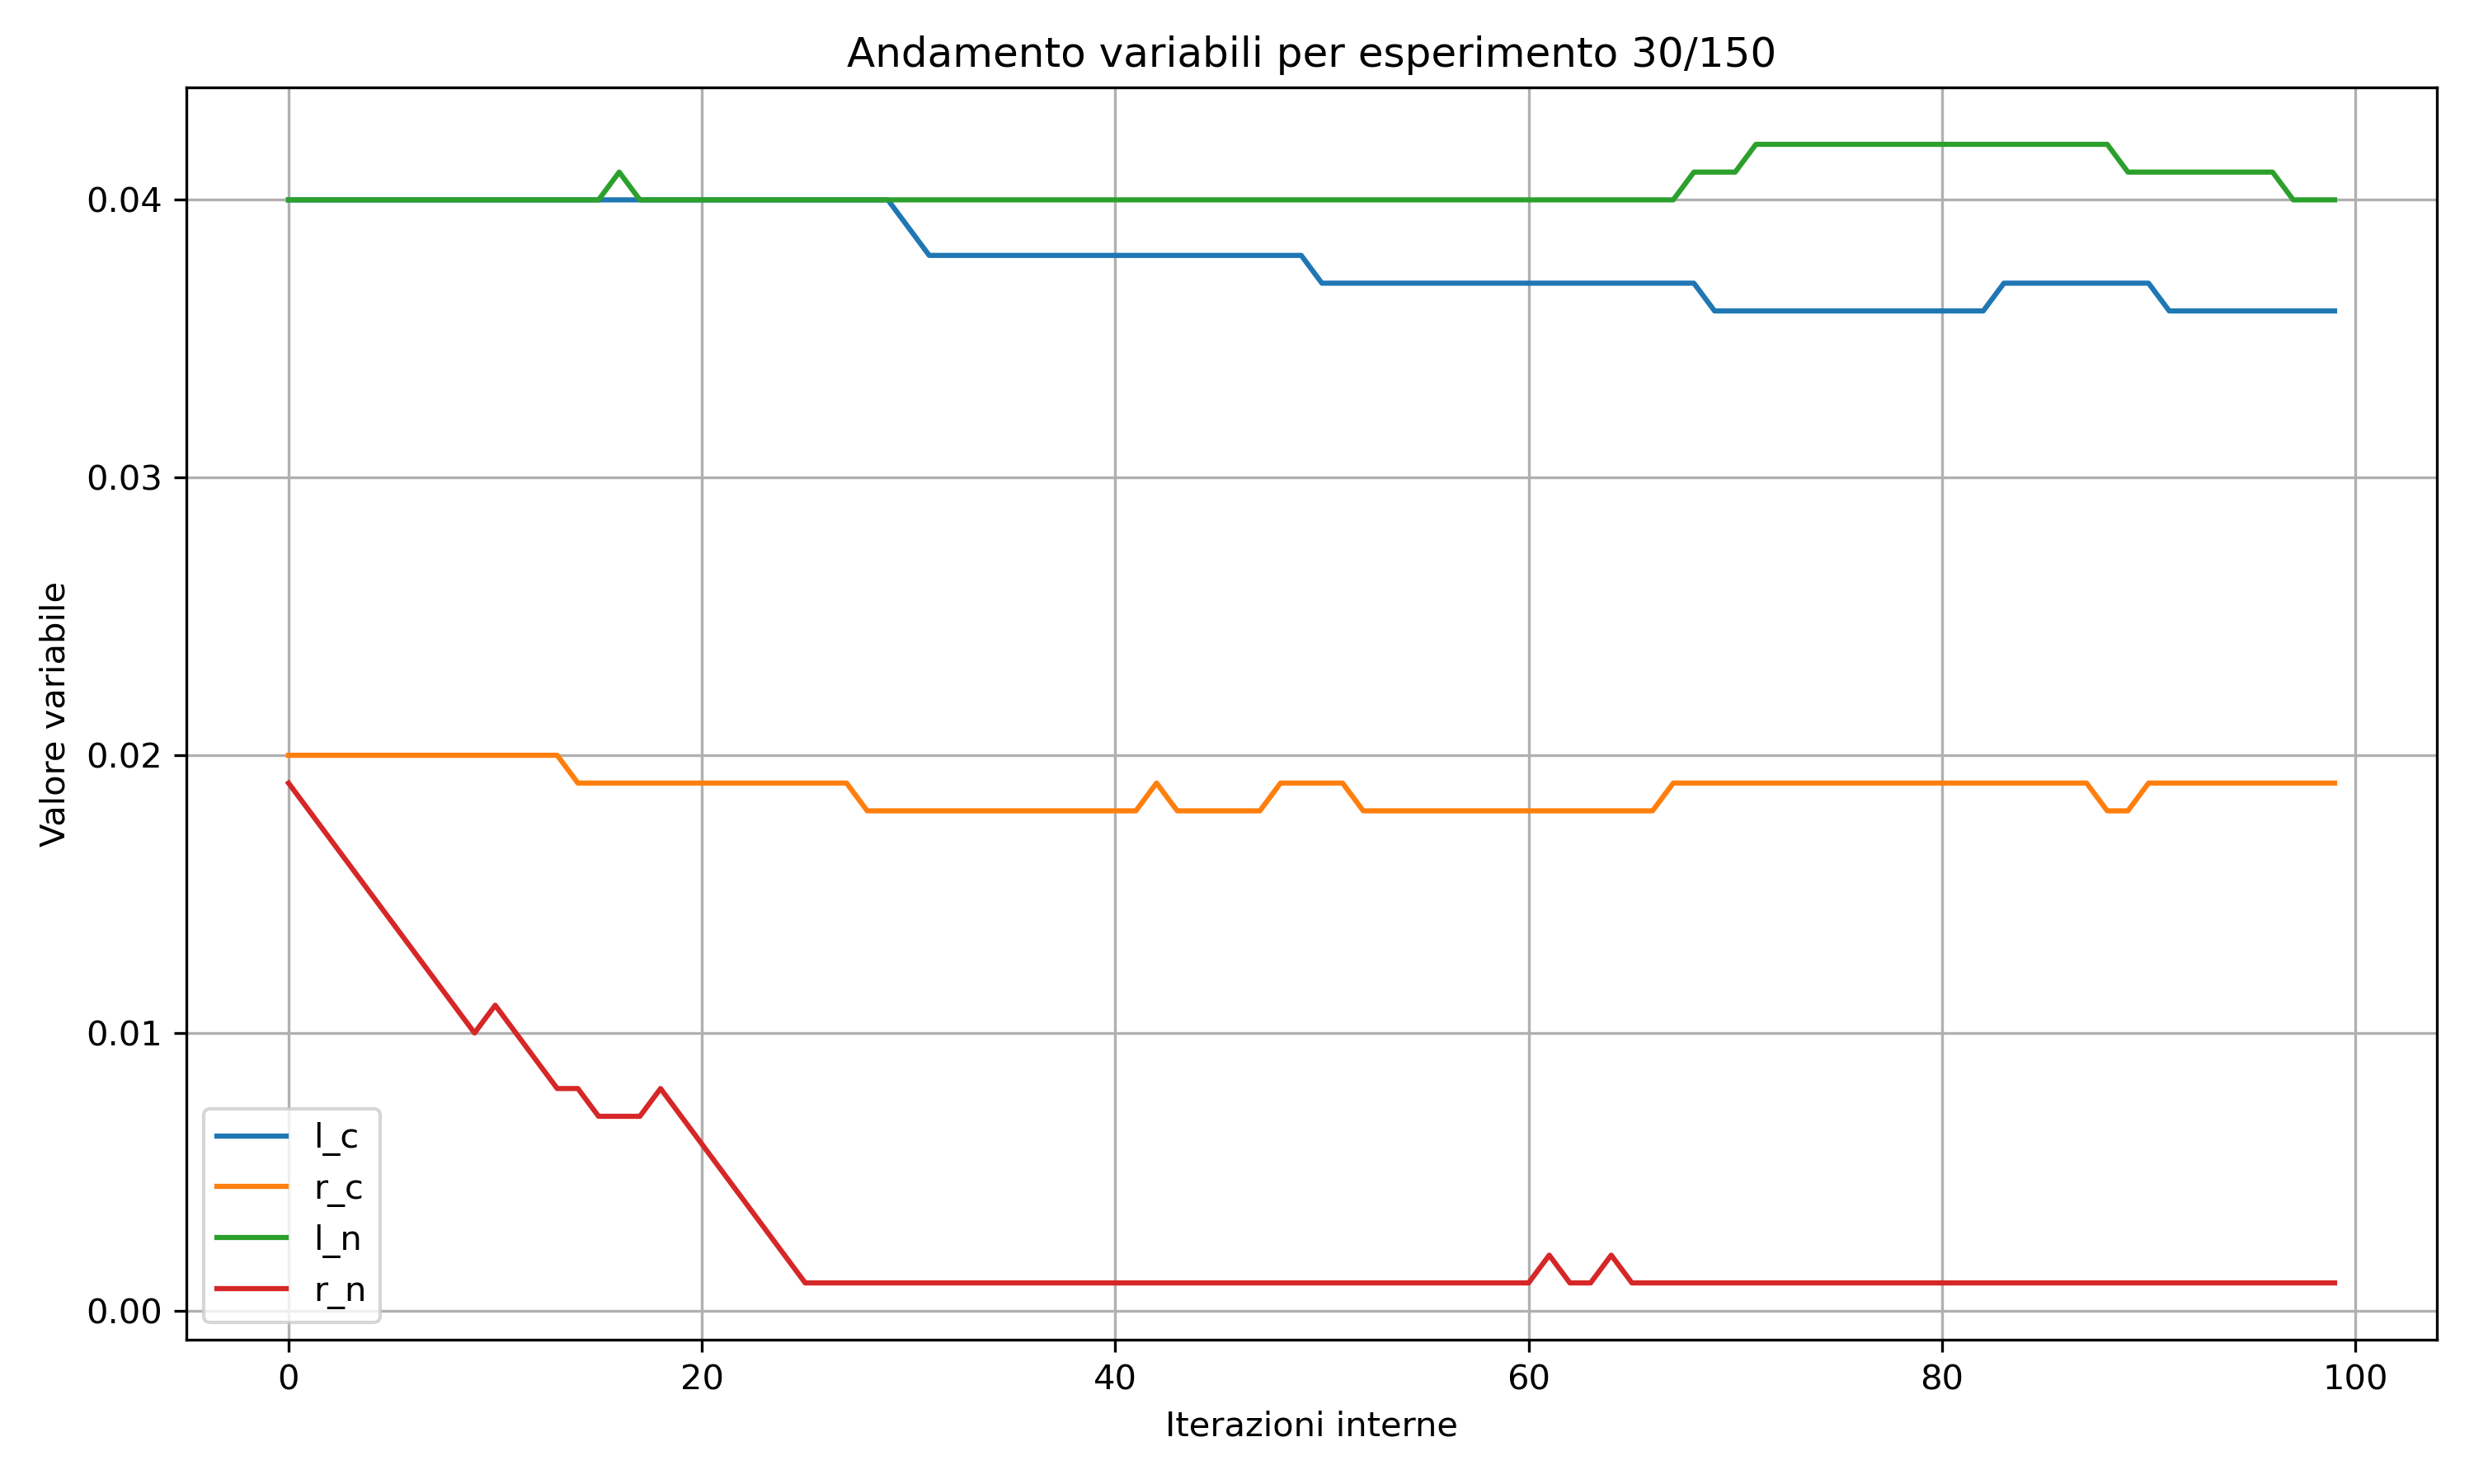 Andamento variabili per esperimento 30/150
Valore variabile
0.04
0.03
0.02
0.01
0.00
l_c
r_c
l_n
r_n
0 20 40 60 80 100
Iterazioni interne